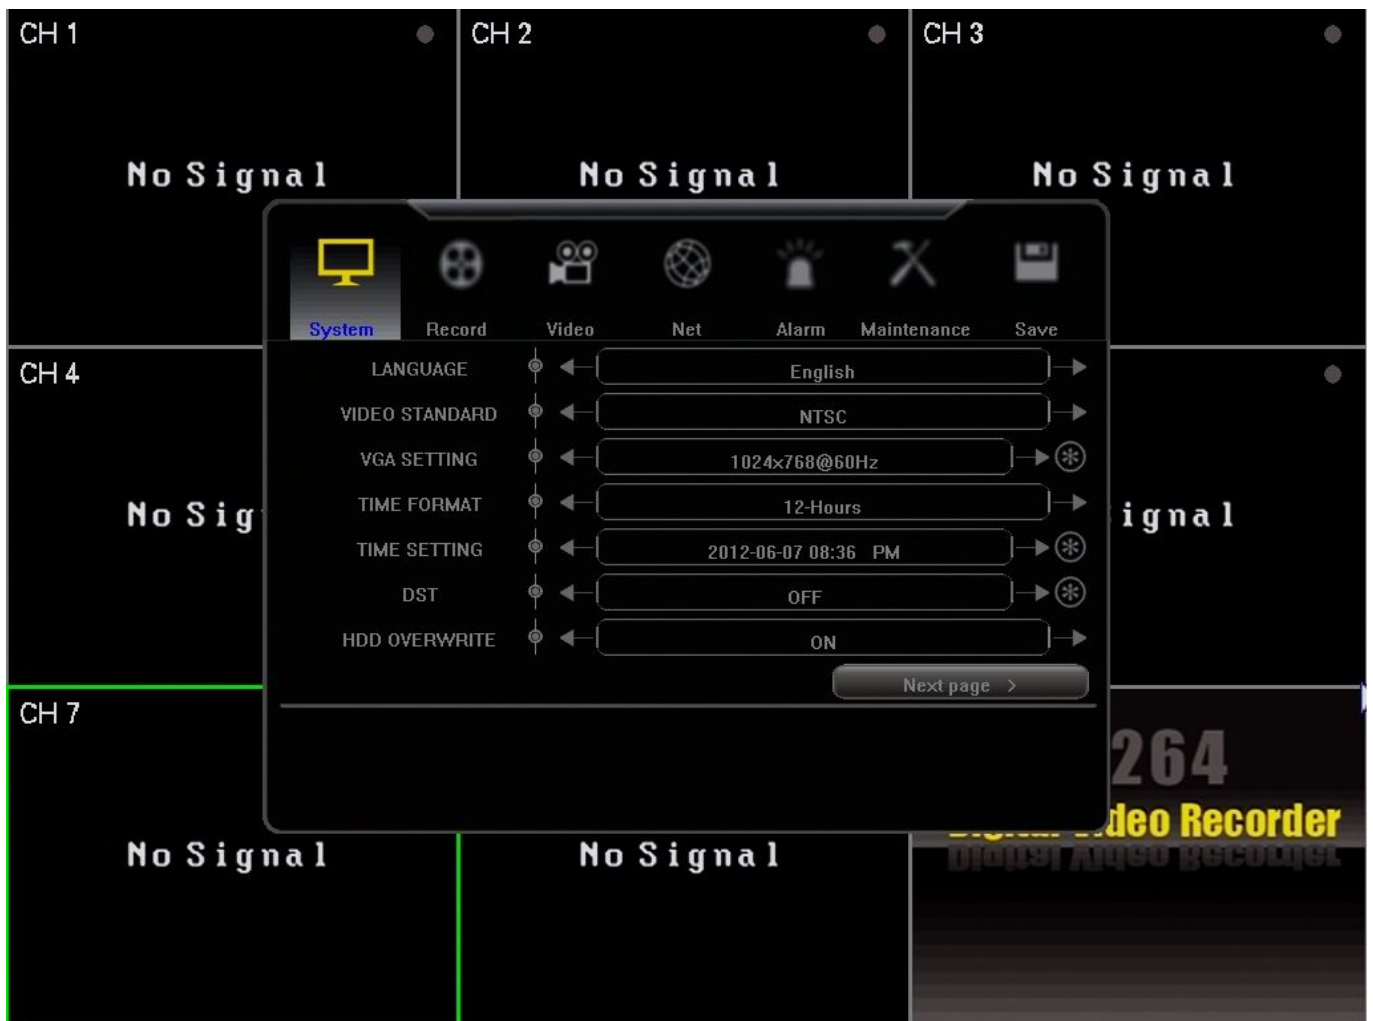 CH 1
CH 2
CH 3
No Signal
No Signal
No Signal
System
Record
Video
Net
Alarm
Maintenance
Save
LANGUAGE
English
VIDEO STANDARD
NTSC
VGA SETTING
1024x768@60Hz
TIME FORMAT
12-Hours
TIME SETTING
2012-06-07 08:36 PM
DST
OFF
HDD OVERWRITE
ON
Next page >
CH 4
No Sig
ignal
CH 7
264
Digital Video Recorder
No Signal
No Signal